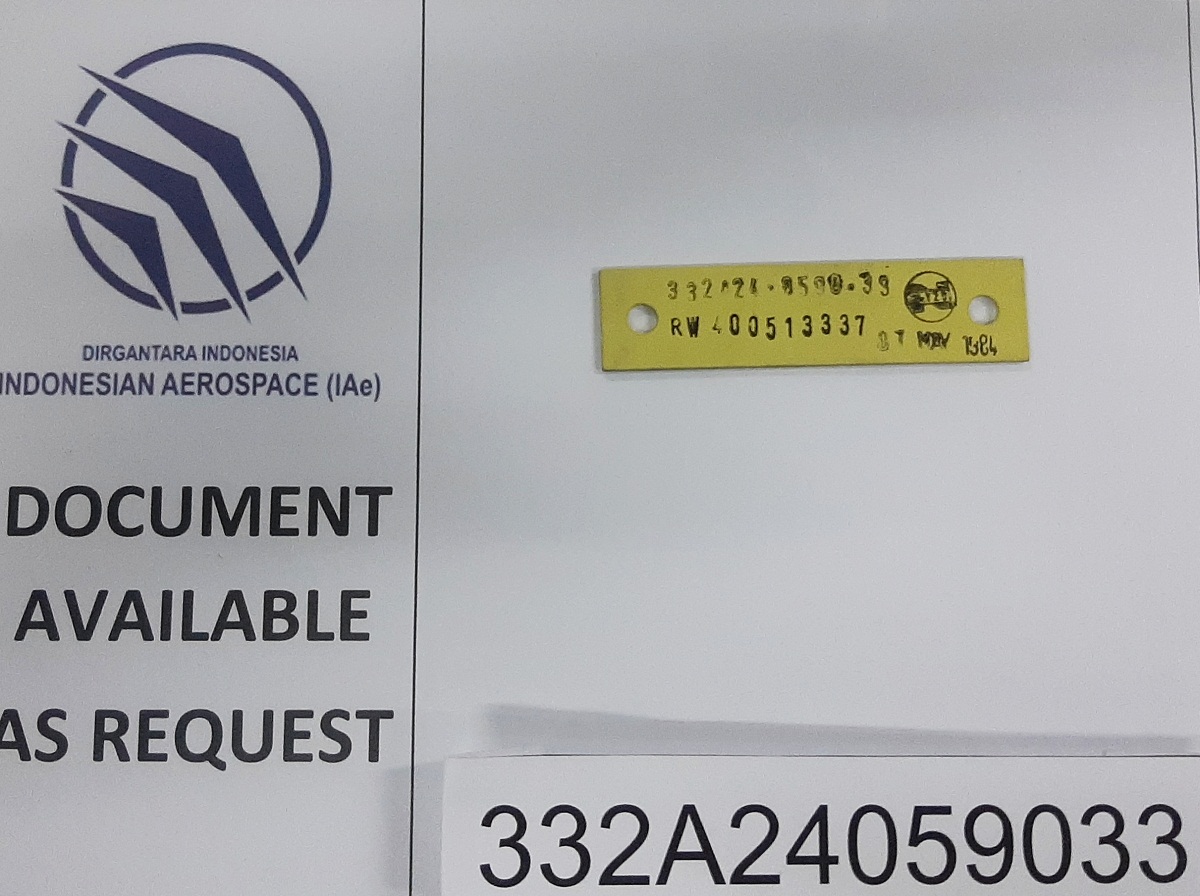 DIRGANTARA INDONESIA
INDONESIAN AEROSPACE (IAe)
DOCUMENT
AVAILABLE
AS REQUEST
RW 400513337
1984
332A24059033